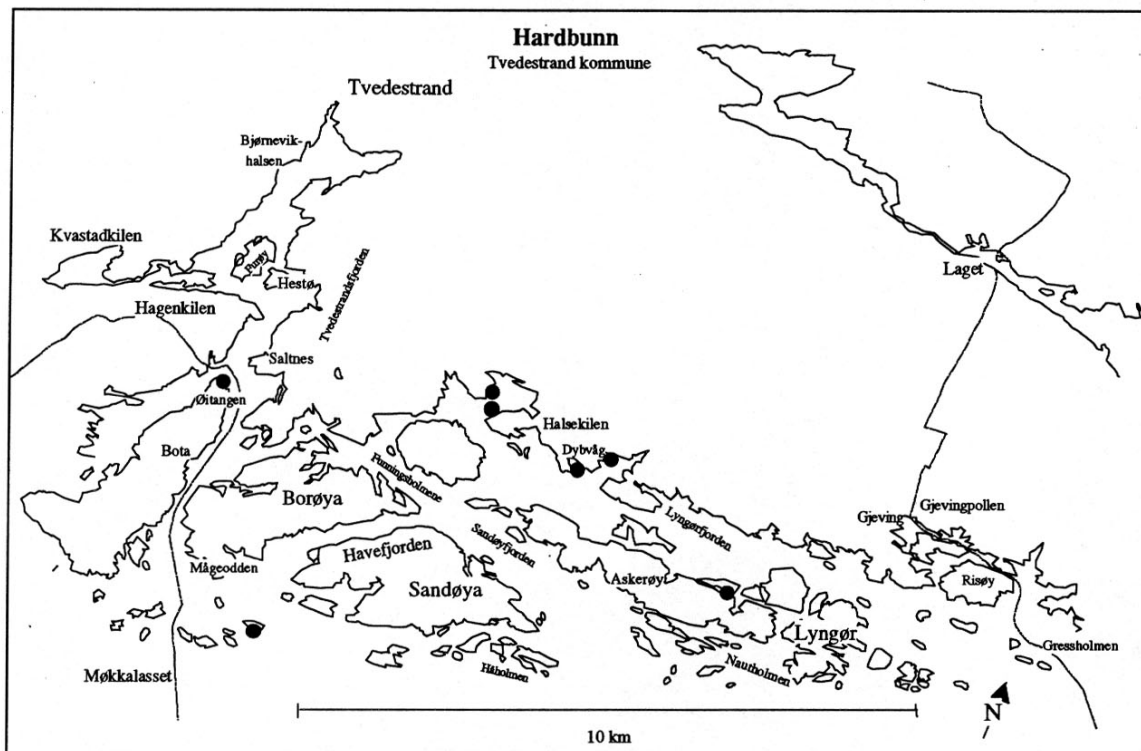 Hardbunn
Tvedestrand kommune
Tvedestrand
Bjørnevik-
halsen
Kvastadkilen
Furøy
Hestø
Tvedestrandsfjorden
Laget
Hagenkilen
Saltnes
Øitangen
Halsekilen
Bota
Dybvåg
Furuingsholmene
Borøya
Lyngørfjorden
Gjeving
Gjevingpollen
Sandøyfjorden
Havefjorden
Mågeodden
Askerøy
Risøy
Sandøya
Lyngør
Gressholmen
Håholmen
Nautholmen
Møkkalasset
N
10 km